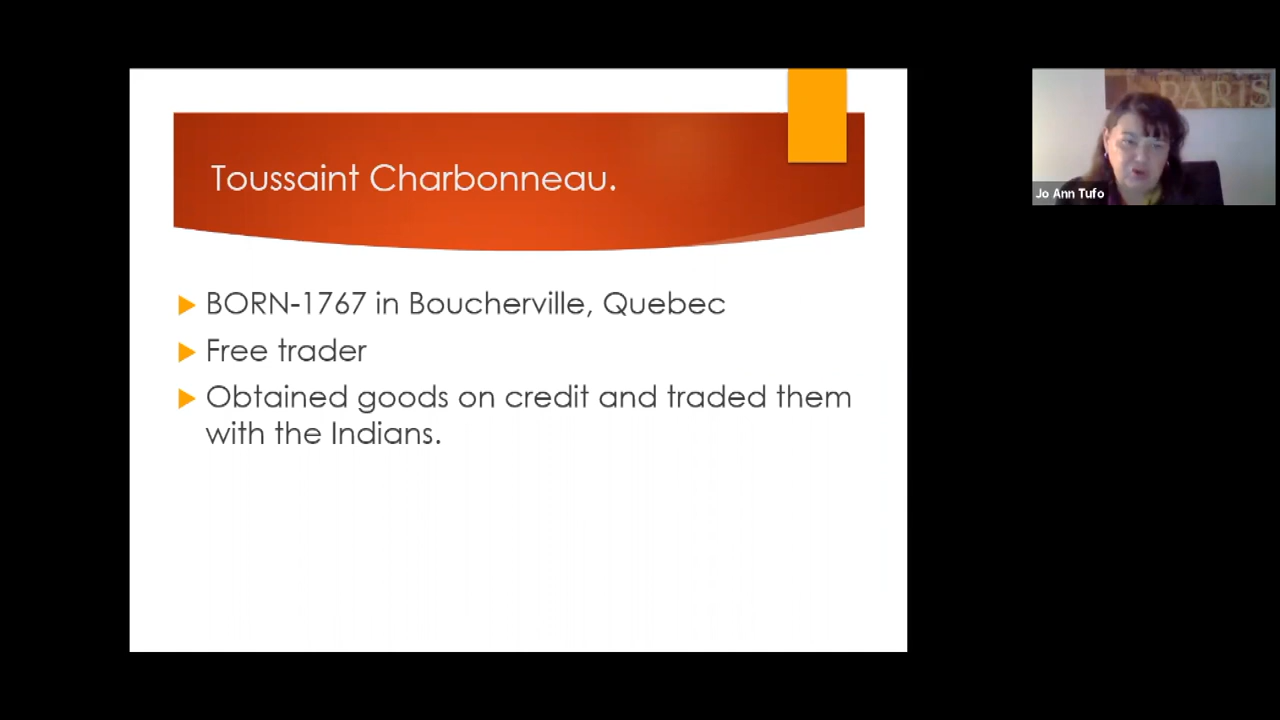 Toussaint Charbonneau.
BORN-1767 in Boucherville, Quebec
Free trader
Obtained goods on credit and traded them
with the Indians.
PARIS
Jo Ann Tufo